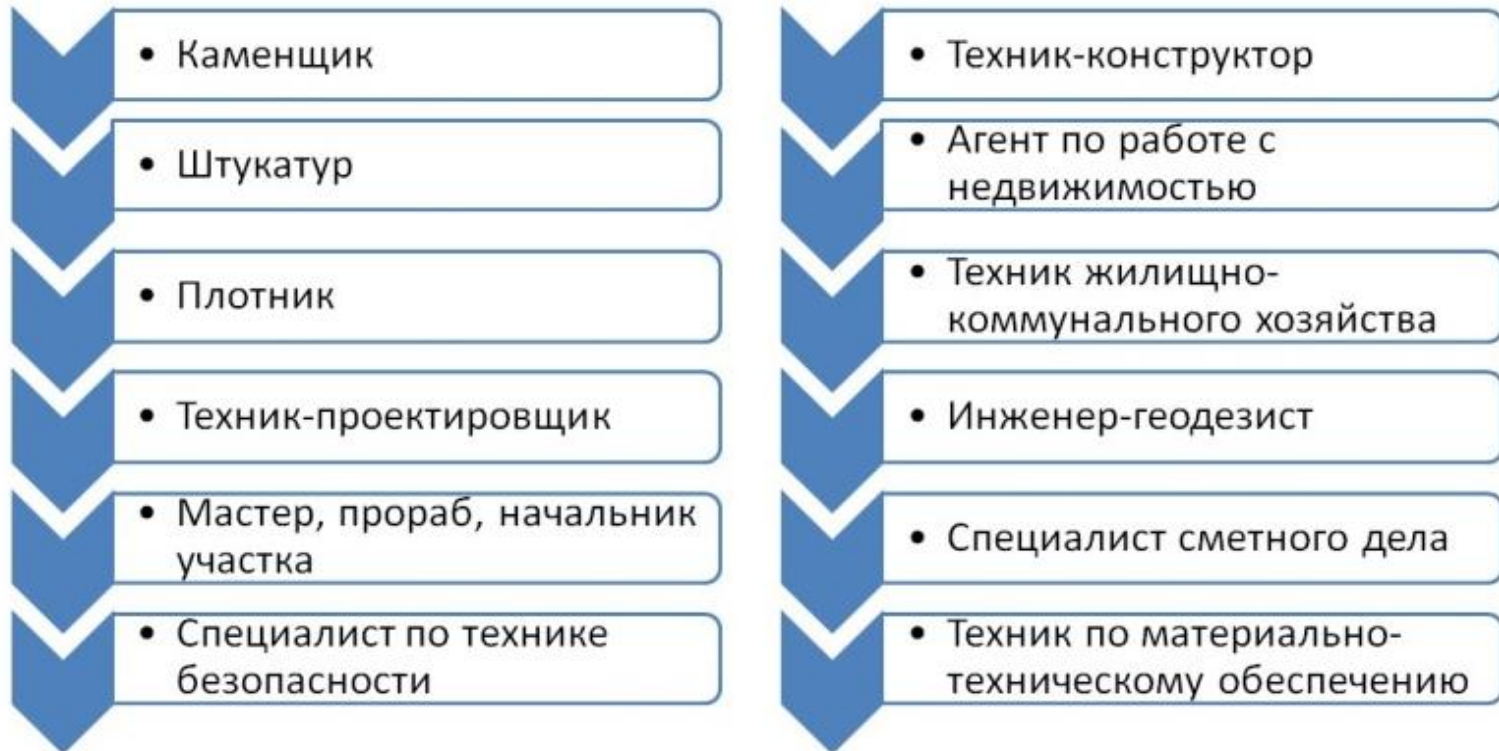 • Каменщик
• Штукатур
• Плотник
• Техник-проектировщик
• Мастер, прораб, начальник
участка
• Специалист по технике
безопасности
• Техник-конструктор
• Агент по работе с
недвижимостью
• Техник жилищно-
коммунального хозяйства
• Инженер-геодезист
• Специалист сметного дела
• Техник по материально-
техническому обеспечению